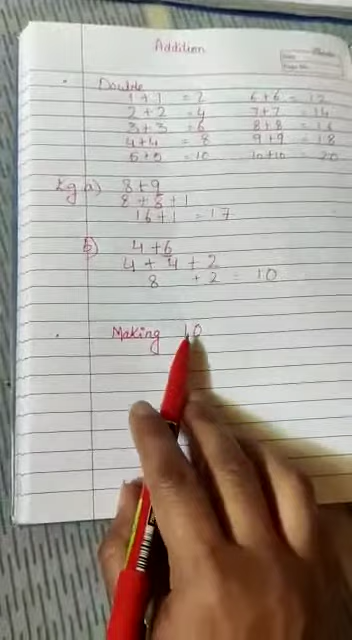 Addition
Double
1 + 1 = 2 6 + 6 = 12
2 + 2 = 4 7 + 7 = 14
3 + 3 = 6 8 + 8 = 16
4 + 4 = 8 9 + 9 = 18
5 + 5 = 10 10 + 10 = 20
Eg a) 8 + 9
8 + 8 + 1
16 + 1 = 17
b) 4 + 6
4 + 4 + 2
8 + 2 = 10
Making 10